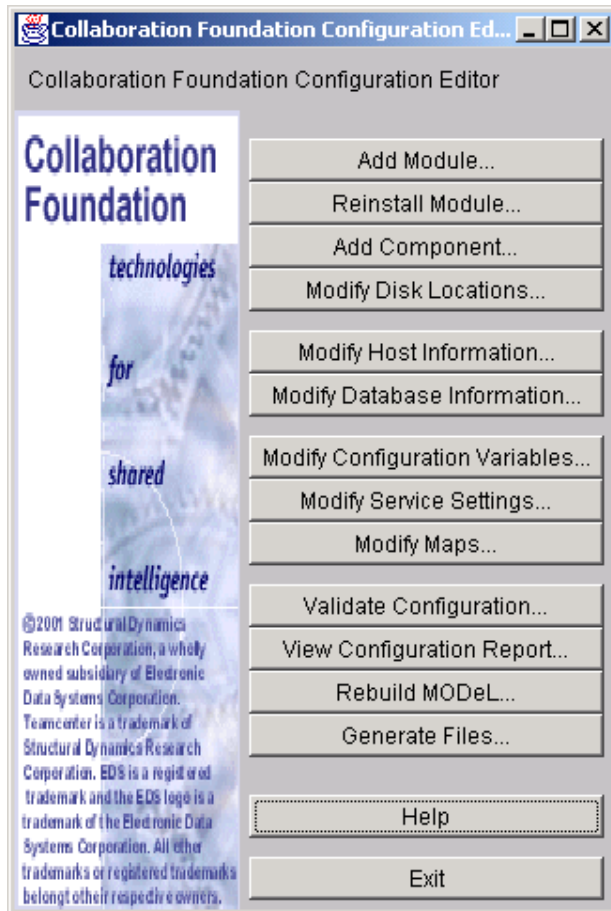 Collaboration Foundation Configuration Ed...
Collaboration Foundation Configuration Editor
Collaboration
Foundation
technologies
for
shared
intelligence
©2001 Structural Dynamics
Research Corporation, a wholly
owned subsidiary of Electronic
Data Systems Corporation.
Teamcenter is a trademark of
Structural Dynamics Research
Corporation. EDS is a registered
trademark and the EDS logo is a
trademark of the Electronic Data
Systems Corporation. All other
trademarks or registered trademarks
belongt otheir respective owners.
Add Module...
Reinstall Module...
Add Component...
Modify Disk Locations...
Modify Host Information...
Modify Database Information...
Modify Configuration Variables...
Modify Service Settings...
Modify Maps...
Validate Configuration...
View Configuration Report...
Rebuild MODeL...
Generate Files...
Help
Exit